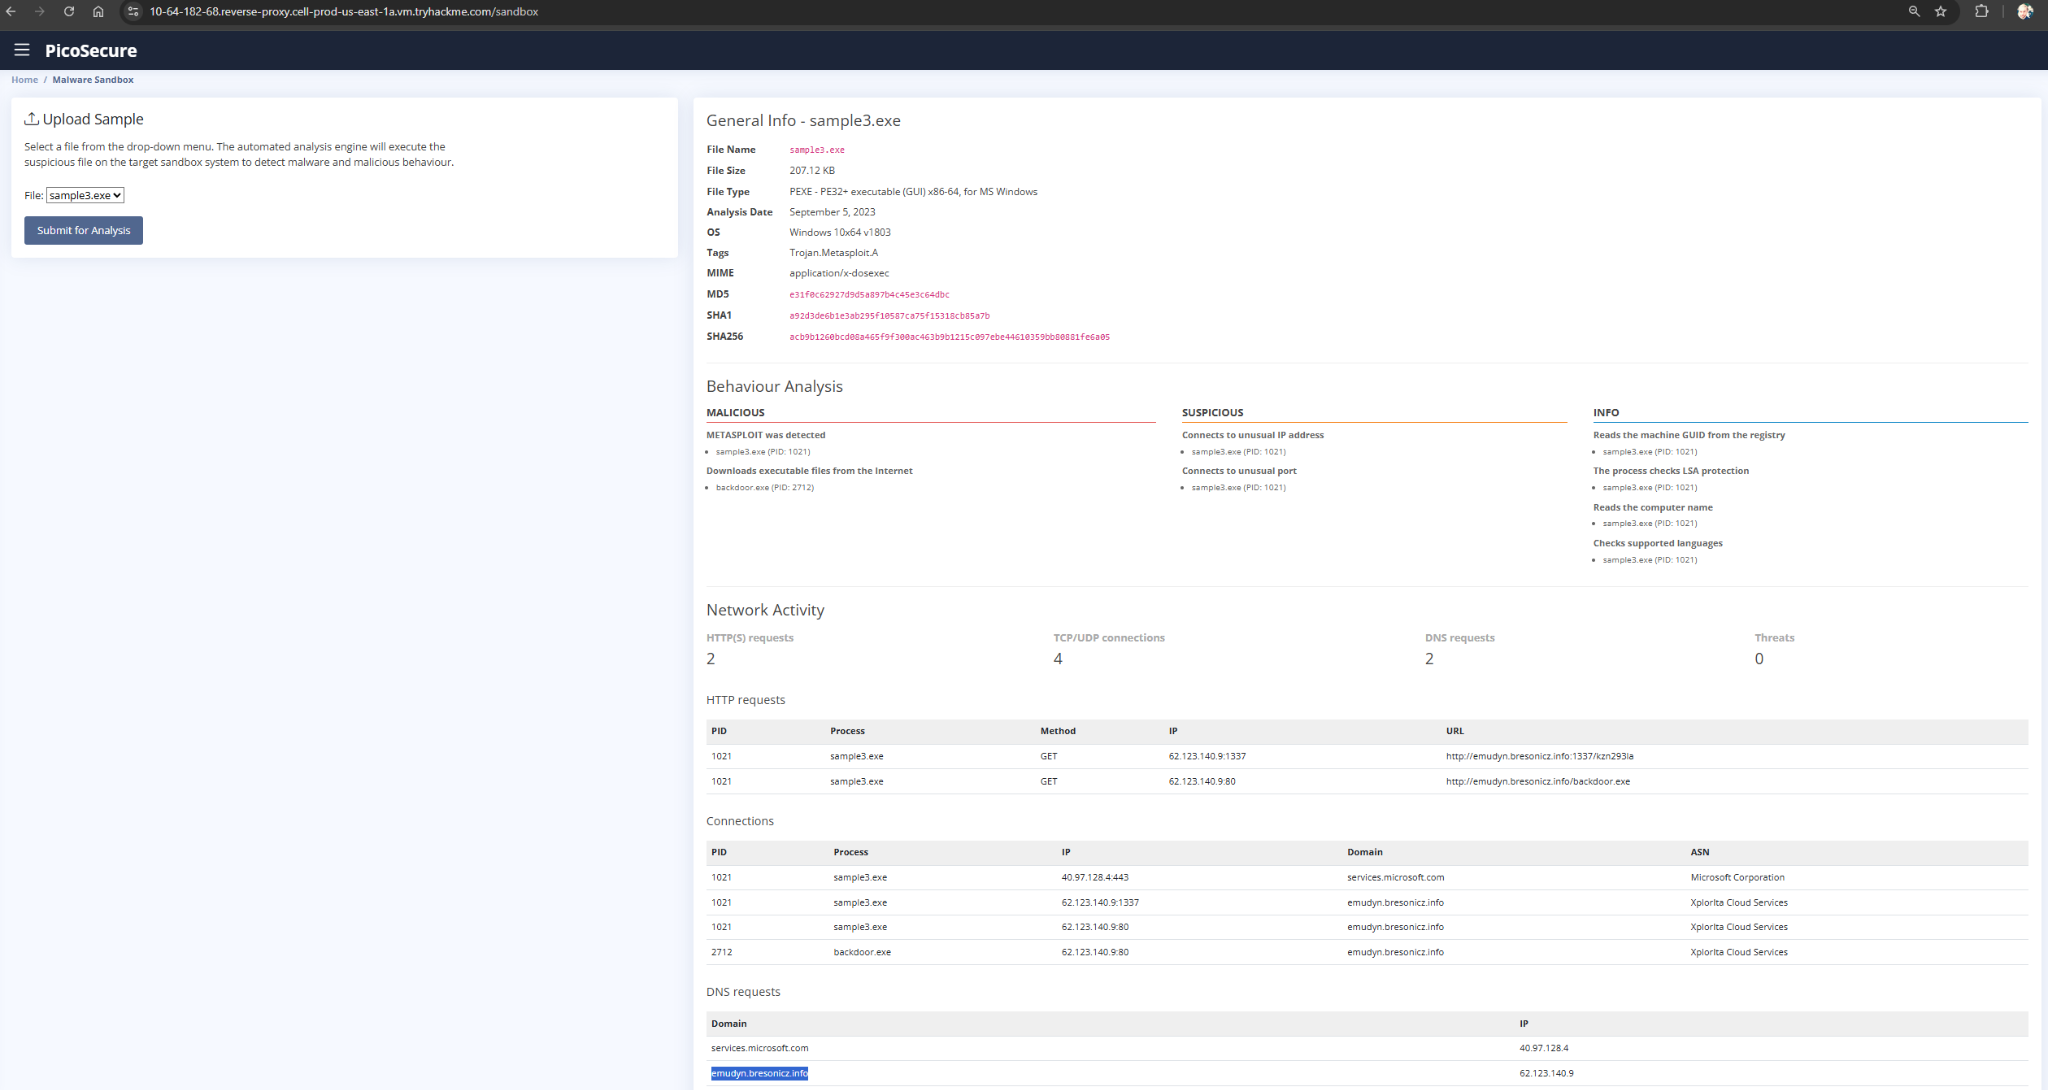 10-64-182-68.reverse-proxy.cell-prod-us-east-1a.vm.tryhackme.com/sandbox
PicoSecure
Home / Malware Sandbox
Upload Sample
Select a file from the drop-down menu. The automated analysis engine will execute the
suspicious file on the target sandbox system to detect malware and malicious behaviour.
File: sample3.exe
Submit for Analysis
General Info - sample3.exe
File Name sample3.exe
File Size 207.12 KB
File Type PEXE - PE32+ executable (GUI) x86-64, for MS Windows
Analysis Date September 5, 2023
OS Windows 10x64 v1803
Tags Trojan.Metasploit.A
MIME application/x-dosexec
MD5 e31f0c62927d9d5a897b4c45e3c64dbc
SHA1 a92d3de6b1e3ab295f10587ca75f15318cb85a7b
SHA256 acb9b1260bcd08a465f9f300ac463b9b1215c097ebe44610359bb80881fe6a05
Behaviour Analysis
MALICIOUS
METASPLOIT was detected
• sample3.exe (PID: 1021)
Downloads executable files from the Internet
• backdoor.exe (PID: 2712)
SUSPICIOUS
Connects to unusual IP address
• sample3.exe (PID: 1021)
Connects to unusual port
• sample3.exe (PID: 1021)
INFO
Reads the machine GUID from the registry
• sample3.exe (PID: 1021)
The process checks LSA protection
• sample3.exe (PID: 1021)
Reads the computer name
• sample3.exe (PID: 1021)
Checks supported languages
• sample3.exe (PID: 1021)
Network Activity
HTTP(S) requests TCP/UDP connections DNS requests Threats
2 4 2 0
HTTP requests
PID Process Method IP URL
1021 sample3.exe GET 62.123.140.9:1337 http://emudyn.bresonicz.info:1337/kzn293la
1021 sample3.exe GET 62.123.140.9:80 http://emudyn.bresonicz.info/backdoor.exe
Connections
PID Process IP Domain ASN
1021 sample3.exe 40.97.128.4:443 services.microsoft.com Microsoft Corporation
1021 sample3.exe 62.123.140.9:1337 emudyn.bresonicz.info Xplorita Cloud Services
1021 sample3.exe 62.123.140.9:80 emudyn.bresonicz.info Xplorita Cloud Services
2712 backdoor.exe 62.123.140.9:80 emudyn.bresonicz.info Xplorita Cloud Services
DNS requests
Domain IP
services.microsoft.com 40.97.128.4
emudyn.bresonicz.info 62.123.140.9